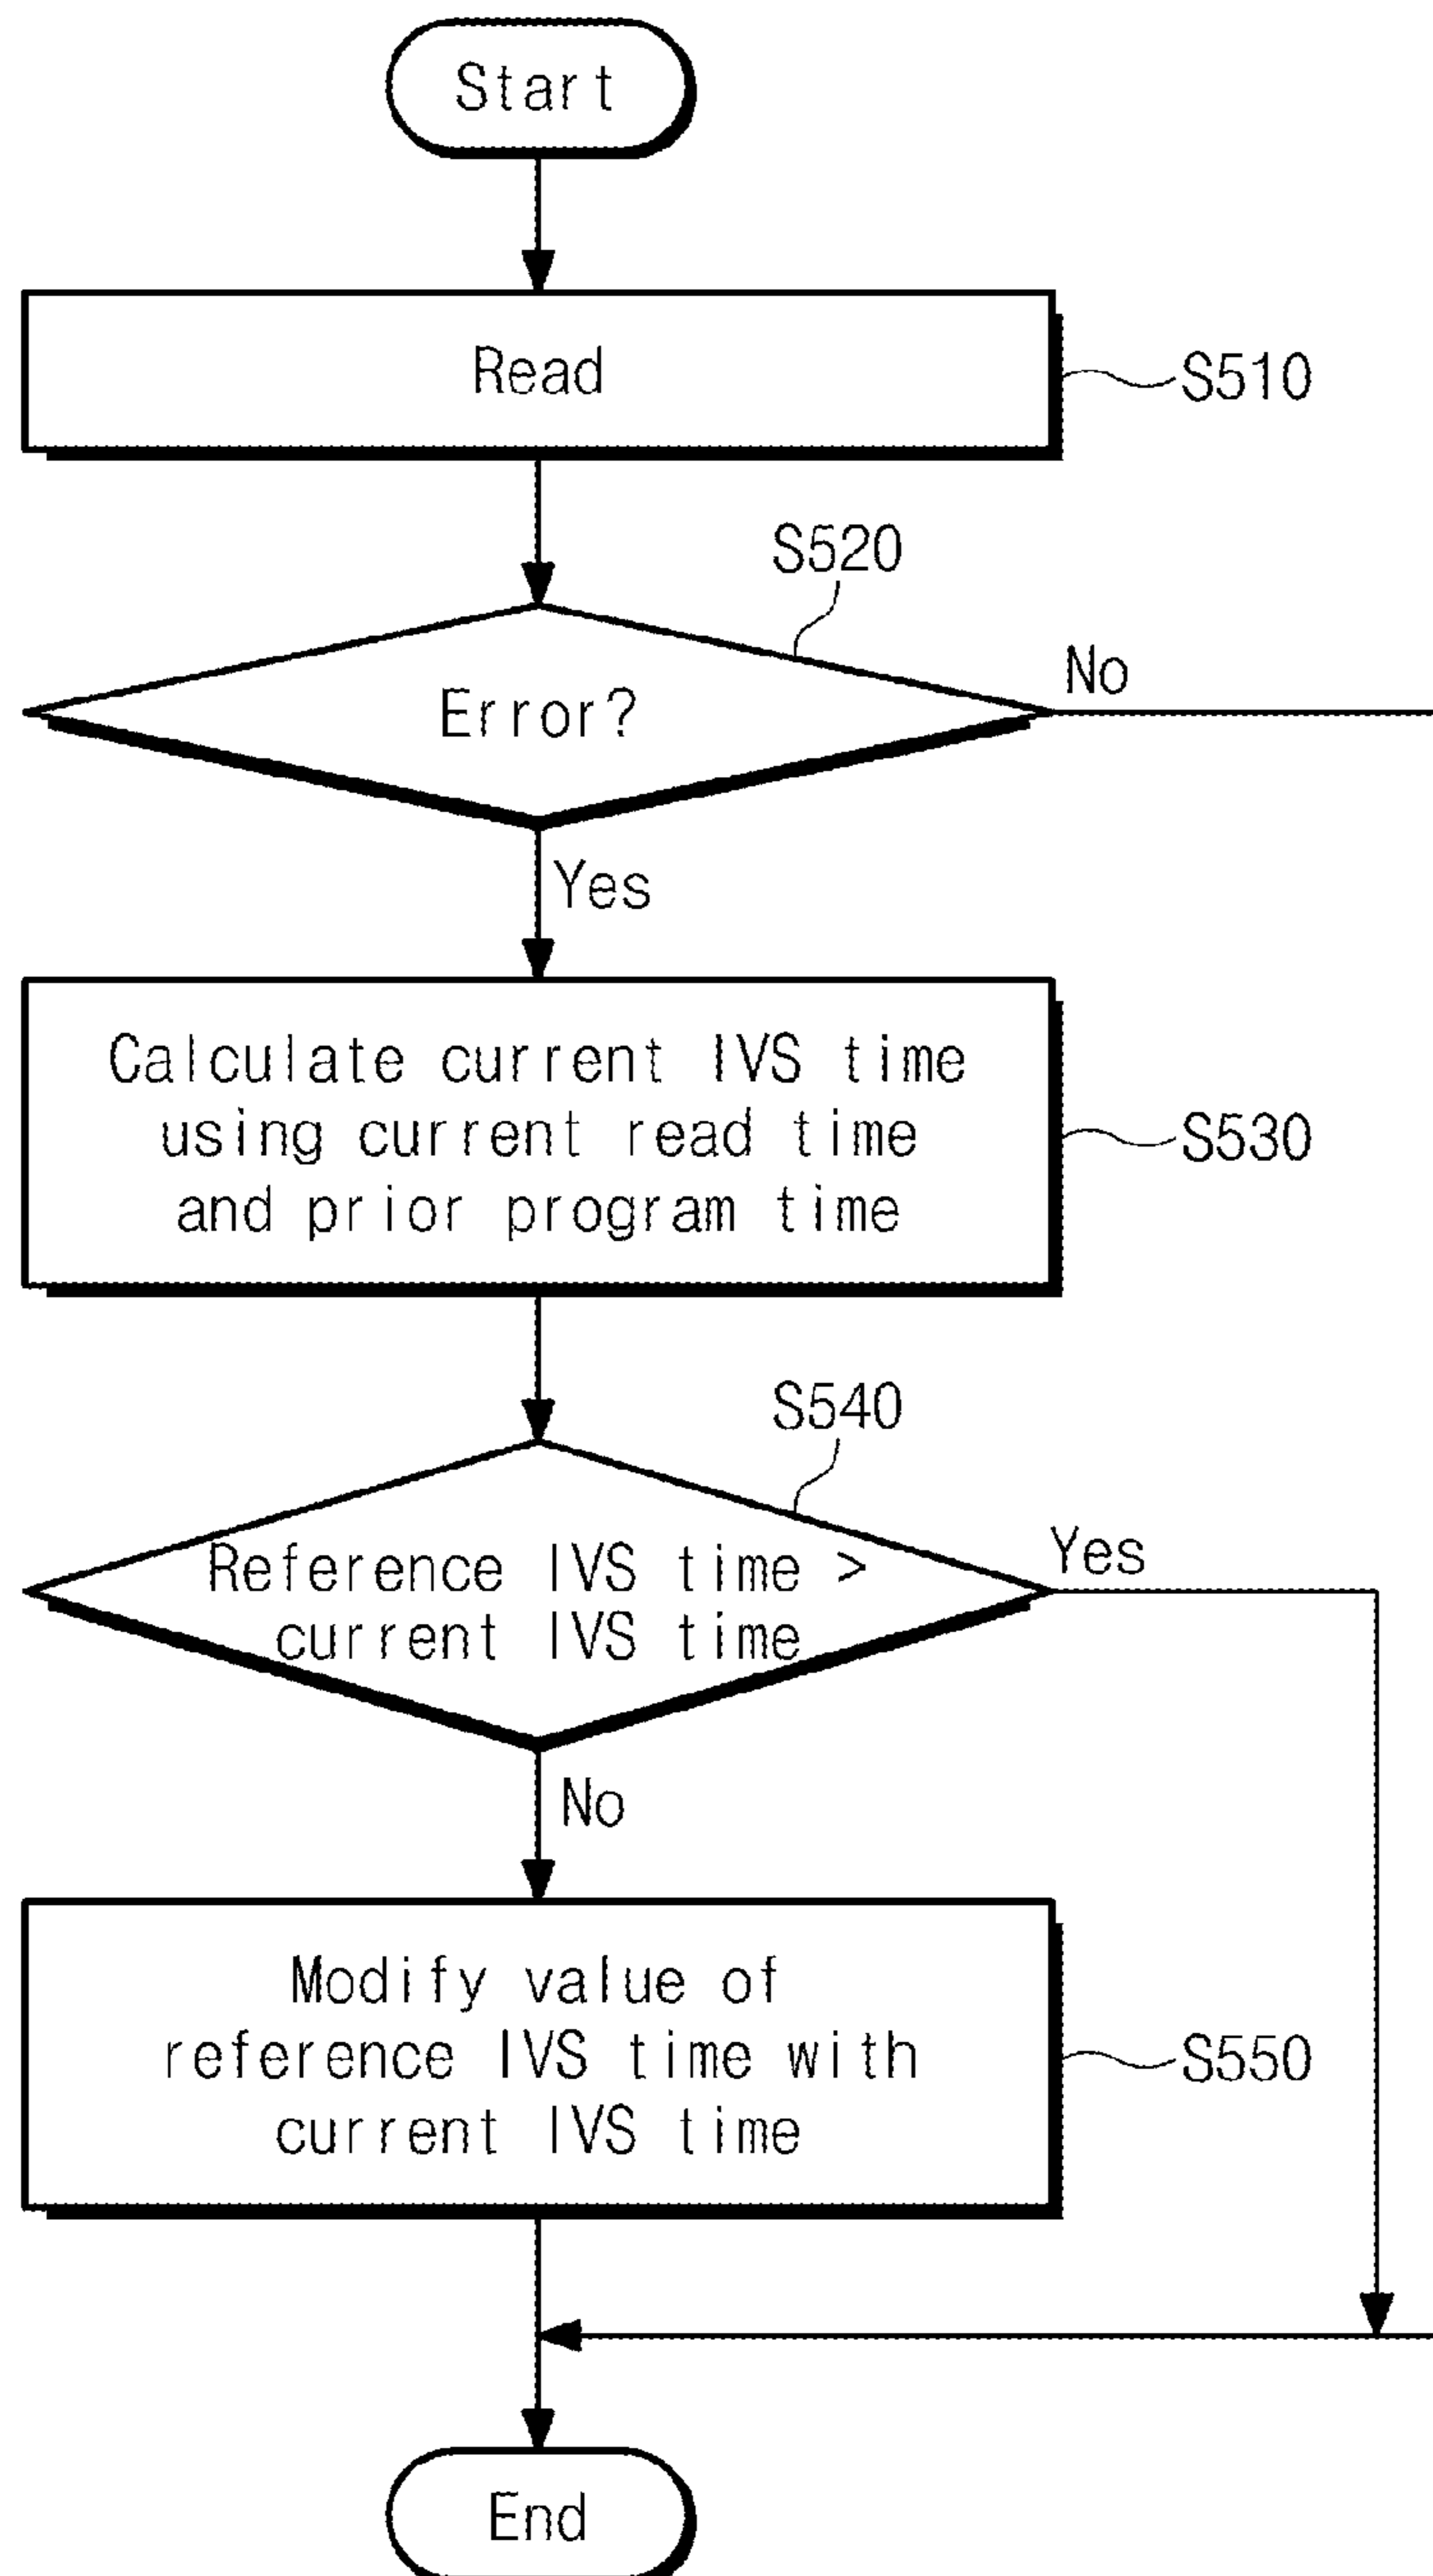 Start
Read
S510
S520
Error?
No
Yes
Calculate current IVS time
using current read time
and prior program time
S530
S540
Reference IVS time >
current IVS time
Yes
No
Modify value of
reference IVS time with
current IVS time
S550
End